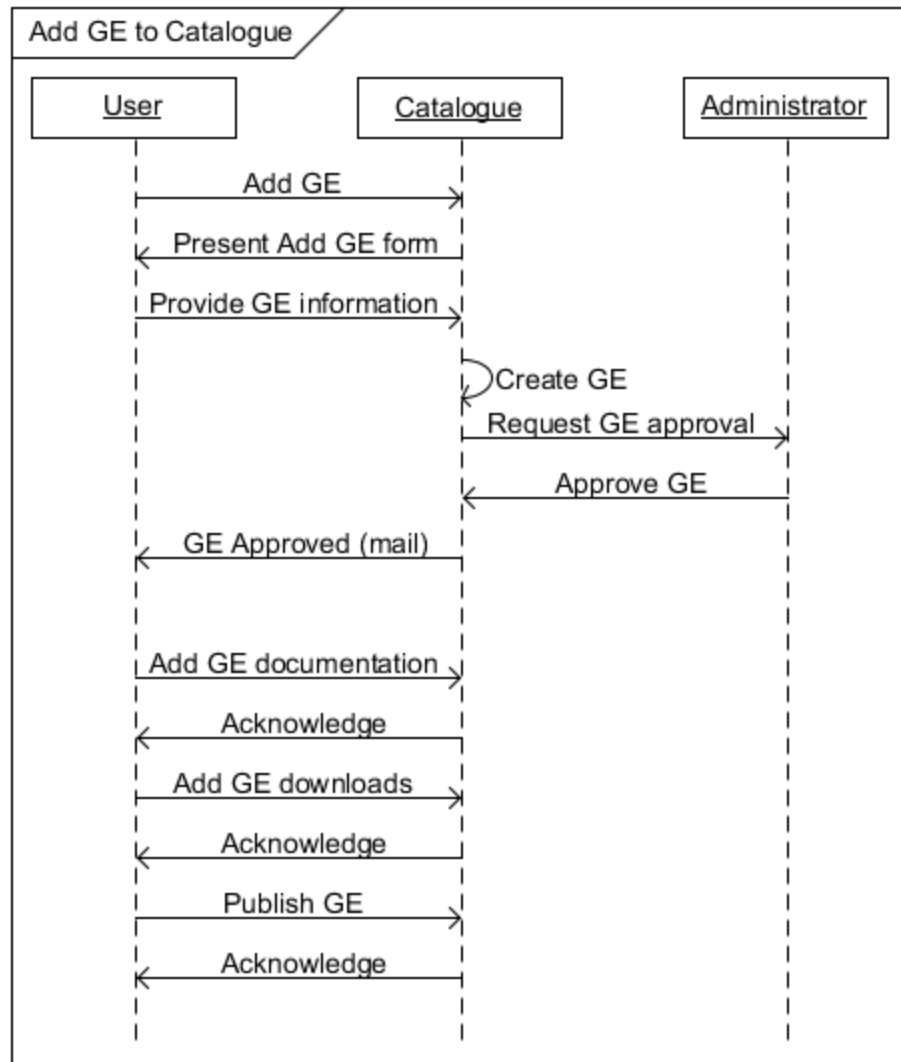 Add GE to Catalogue
User
Catalogue
Administrator
Add GE
Present Add GE form
Provide GE information
Create GE
Request GE approval
Approve GE
GE Approved (mail)
Add GE documentation
Acknowledge
Add GE downloads
Acknowledge
Publish GE
Acknowledge